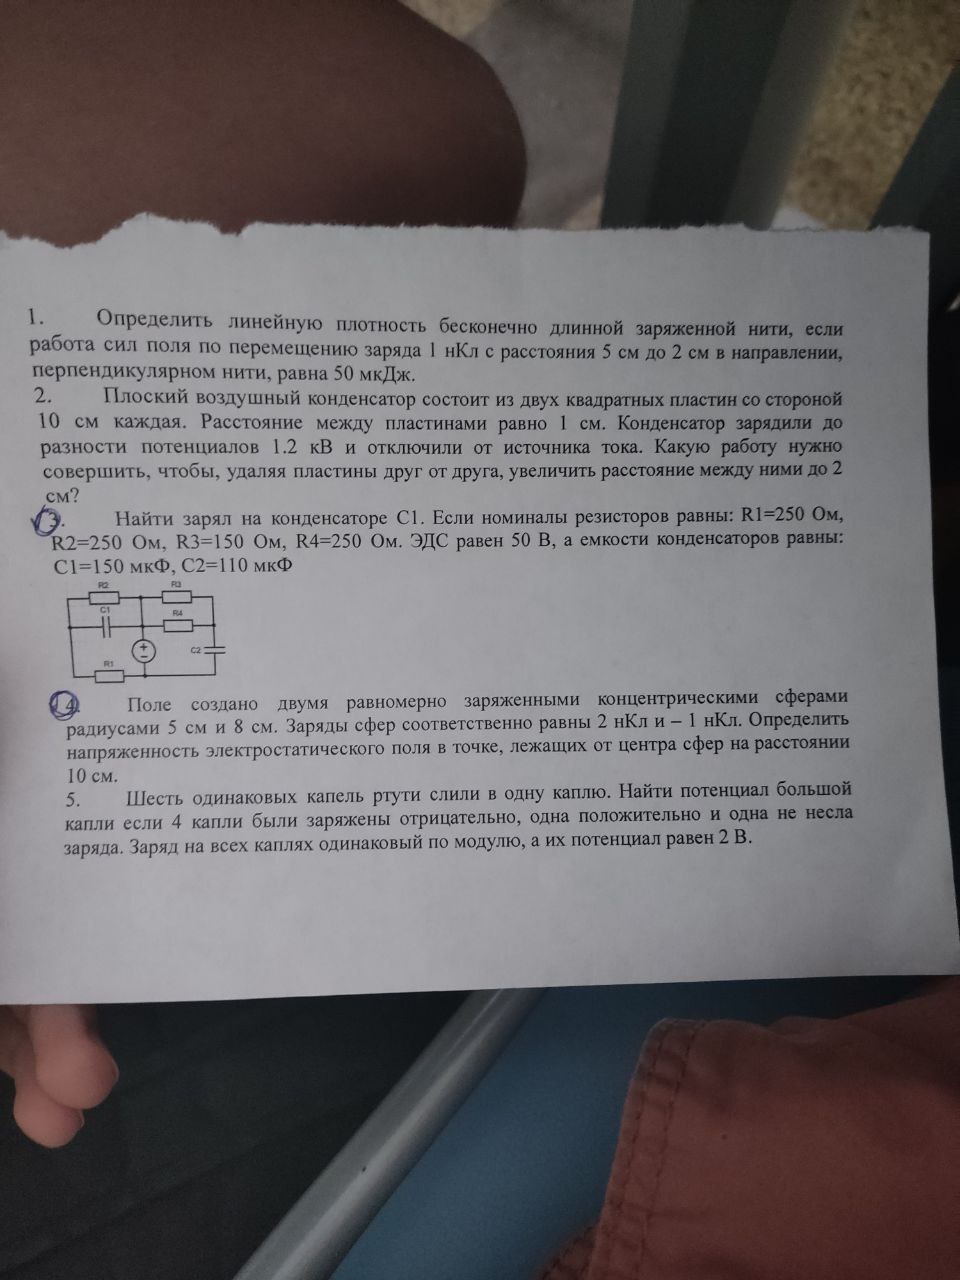 1. Определить линейную плотность бесконечно длинной заряженной нити, если
работа сил поля по перемещению заряда 1 нКл с расстояния 5 см до 2 см в направлении,
перпендикулярном нити, равна 50 мкДж.
2. Плоский воздушный конденсатор состоит из двух квадратных пластин со стороной
10 см каждая. Расстояние между пластинами равно 1 см. Конденсатор зарядили до
разности потенциалов 1.2 кВ и отключили от источника тока. Какую работу нужно
совершить, чтобы, удаляя пластины друг от друга, увеличить расстояние между ними до 2
см?
3. Найти зарял на конденсаторе C1. Если номиналы резисторов равны: R1=250 Ом,
R2=250 Ом, R3=150 Ом, R4=250 Ом. ЭДС равен 50 В, а емкости конденсаторов равны:
C1=150 мкФ, C2=110 мкФ
R2 R3
C1 R4
C2
R1
4. Поле создано двумя равномерно заряженными концентрическими сферами
радиусами 5 см и 8 см. Заряды сфер соответственно равны 2 нКл и – 1 нКл. Определить
напряженность электростатического поля в точке, лежащих от центра сфер на расстоянии
10 см.
5. Шесть одинаковых капель ртути слили в одну каплю. Найти потенциал большой
капли если 4 капли были заряжены отрицательно, одна положительно и одна не несла
заряда. Заряд на всех каплях одинаковый по модулю, а их потенциал равен 2 В.